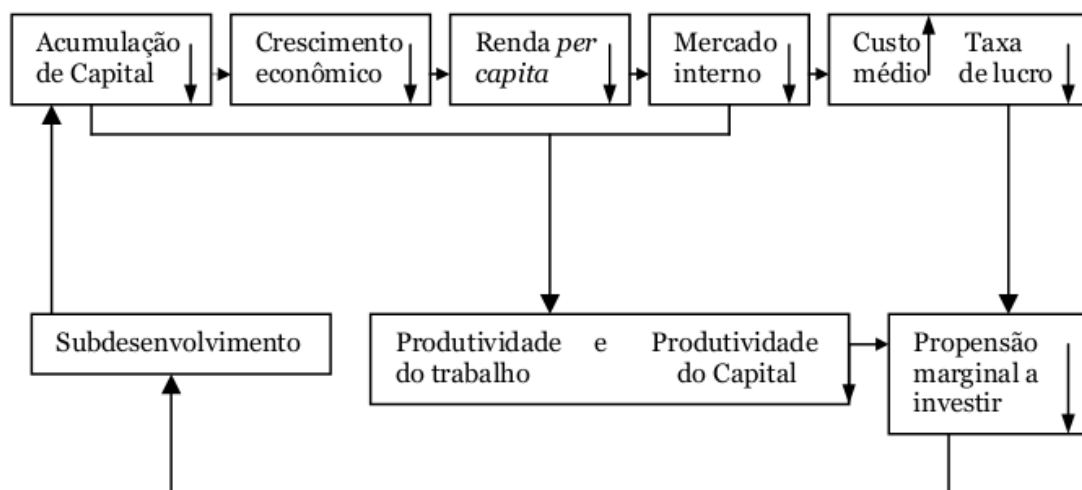 Acumulação
de Capital
Crescimento
econômico
Renda per
capita
Mercado
interno
Custo
médio
Taxa
de lucro
Subdesenvolvimento
Produtividade e Produtividade
do trabalho do Capital
Propensão
marginal a
investir